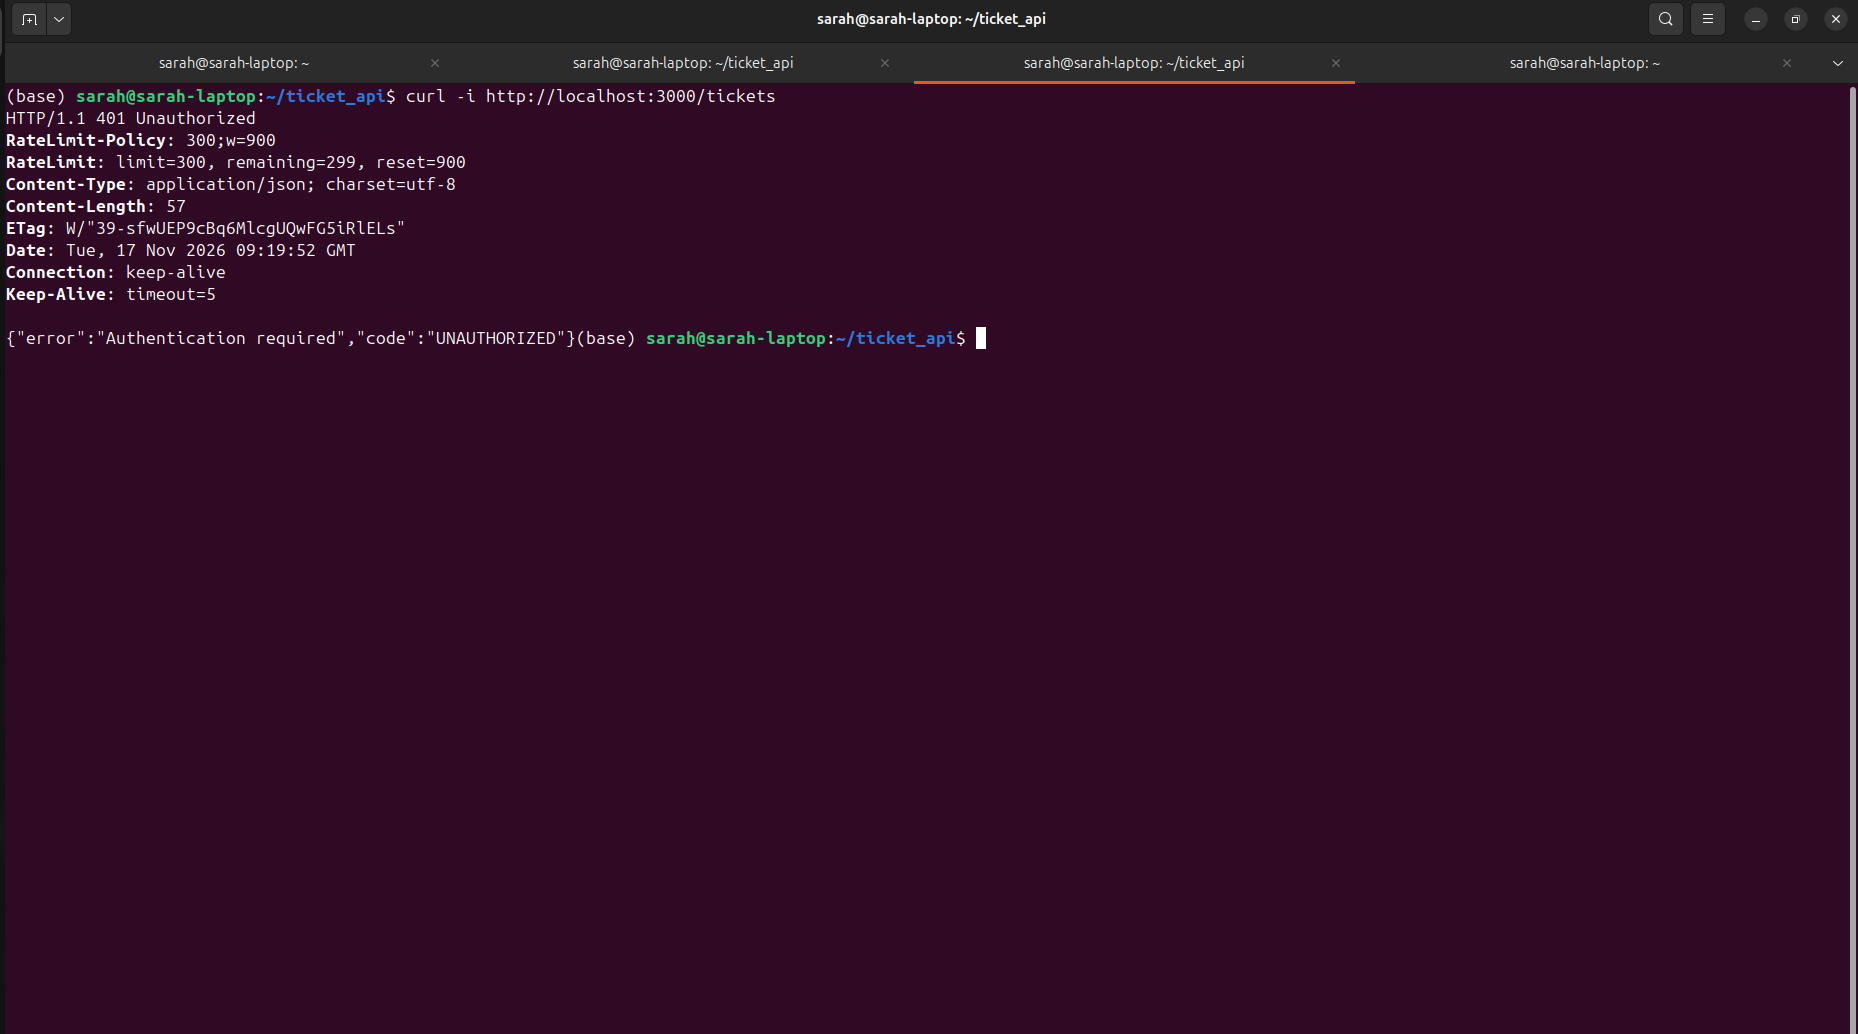 sarah@sarah-laptop: ~/ticket_api
sarah@sarah-laptop: ~
sarah@sarah-laptop: ~/ticket_api
sarah@sarah-laptop: ~/ticket_api
sarah@sarah-laptop: ~
(base) sarah@sarah-laptop:~/ticket_api$ curl -i http://localhost:3000/tickets
HTTP/1.1 401 Unauthorized
RateLimit-Policy: 300;w=900
RateLimit: limit=300, remaining=299, reset=900
Content-Type: application/json; charset=utf-8
Content-Length: 57
ETag: W/"39-sfwUEP9cBq6MlcgUQwFG5iRlELs"
Date: Tue, 17 Nov 2026 09:19:52 GMT
Connection: keep-alive
Keep-Alive: timeout=5
{"error":"Authentication required","code":"UNAUTHORIZED"}(base) sarah@sarah-laptop:~/ticket_api$